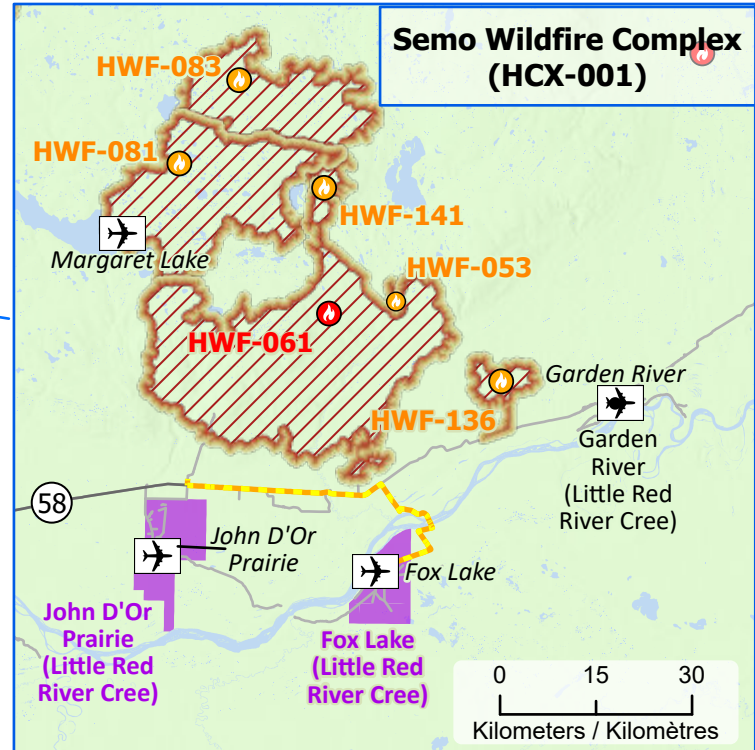 Semo Wildfire Complex
(HCX-001)
HWF-083
HWF-081
HWF-141
Margaret Lake
HWF-053
HWF-061
Garden River
HWF-136
Garden
River
(Little Red
River Cree)
58
John D'Or
Prairie
Fox Lake
John D'Or
Prairie
(Little Red
River Cree)
Fox Lake
(Little Red
River Cree)
0 15 30
Kilometers / Kilomètres